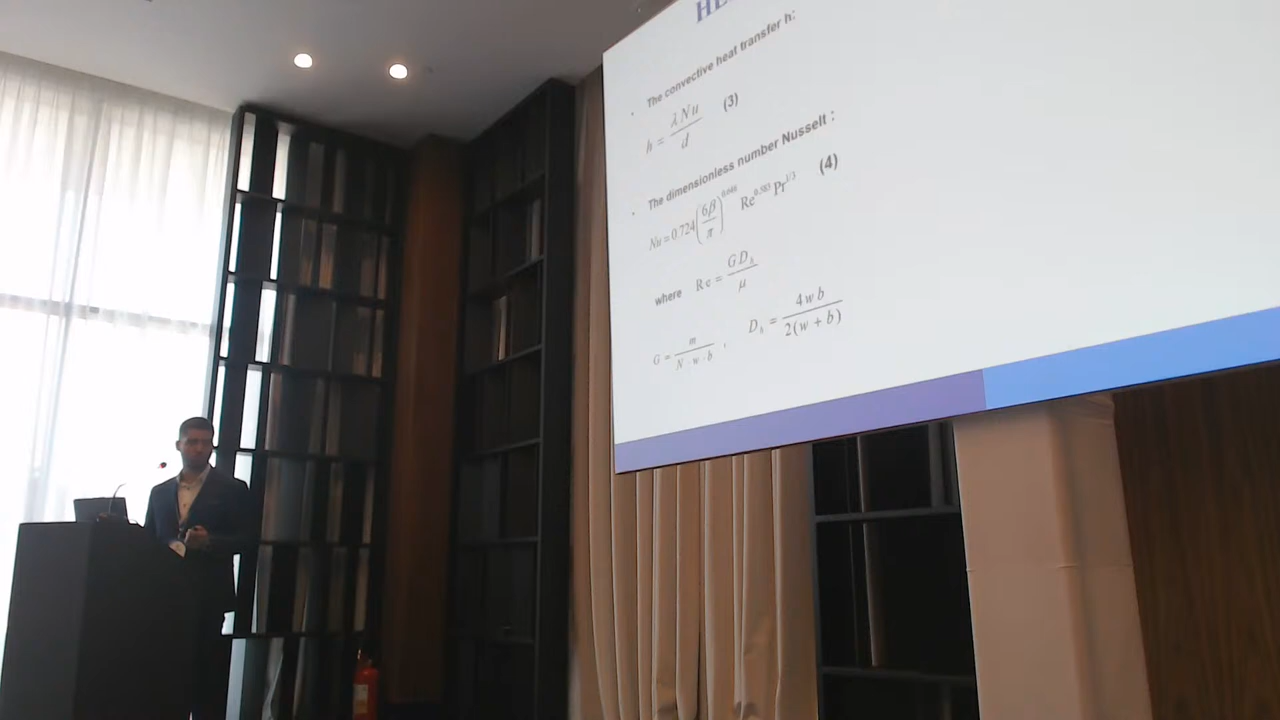 • The convective heat transfer h:
h = λ Nu / d (3)
• The dimensionless number Nusselt :
Nu = 0.724 (6β / π)^0.646 Re^0.583 Pr^1/3 (4)
where Re = G D_h / μ
G = m / N · w · b , D_h = 4 w b / 2(w + b)